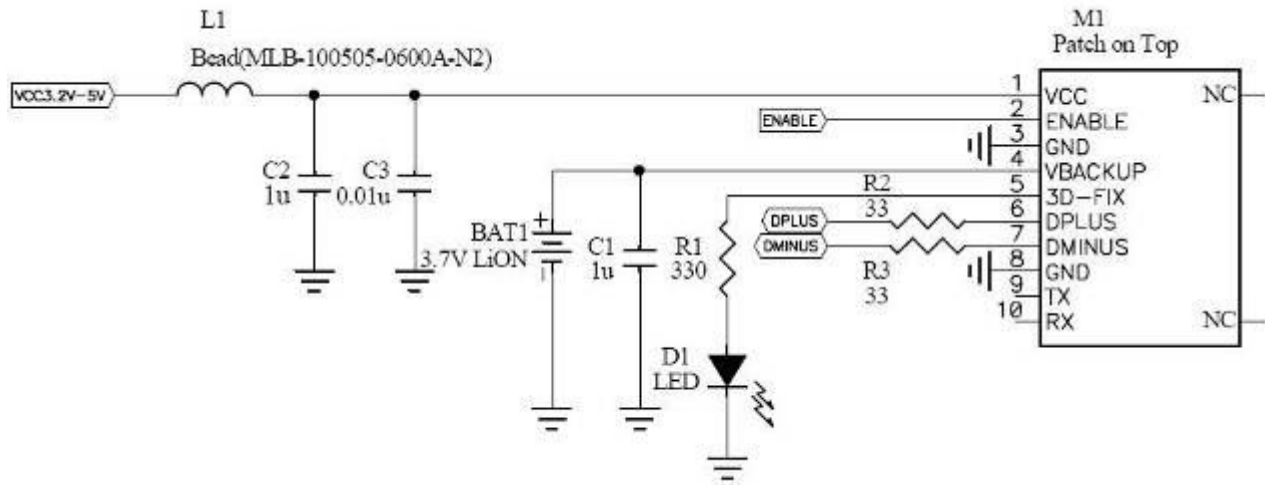 L1
Bead(MLB-100505-0600A-N2)
VCC3.2V-5V
C2
1u
C3
0.01u
BAT1
+
3.7V LiON
C1
1u
R1
330
D1
LED
ENABLE
R2
33
DPLUS
DMINUS
R3
33
M1
Patch on Top
1 VCC
2 ENABLE
3 GND
4 VBACKUP
5 3D-FIX
6 DPLUS
7 DMINUS
8 GND
9 TX
10 RX
NC
NC